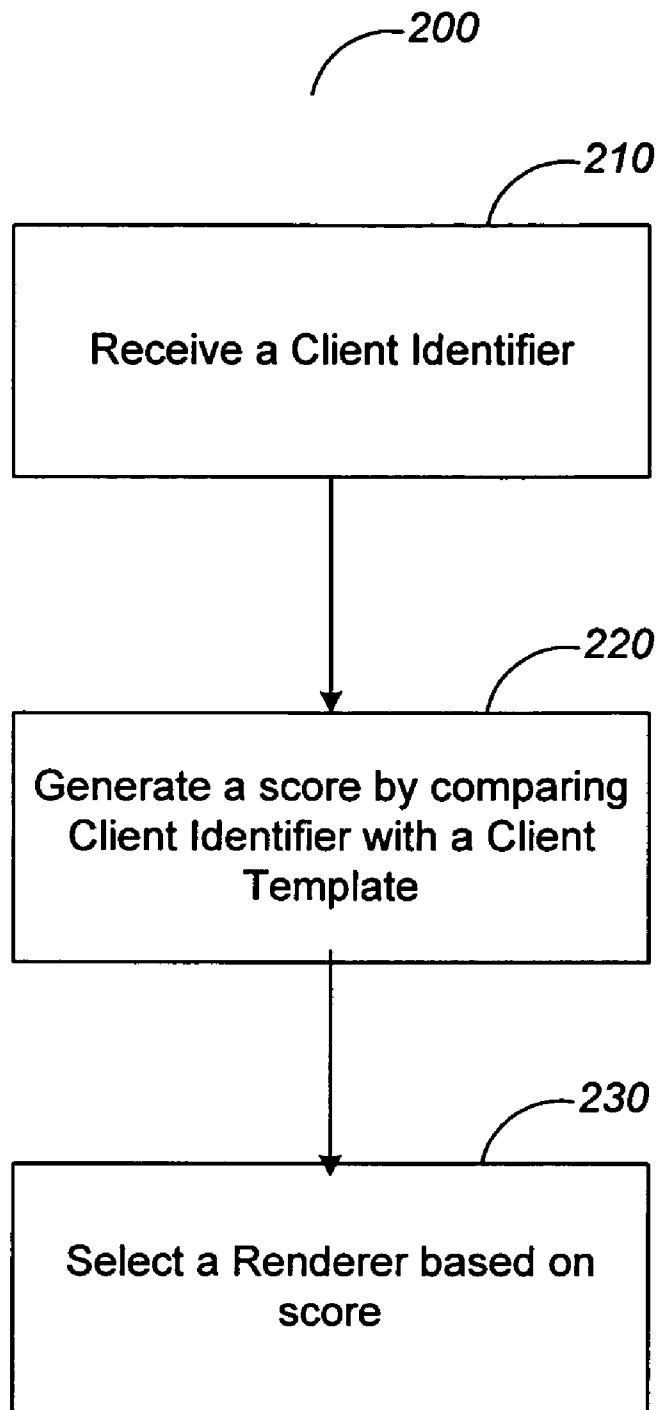 200
210
Receive a Client Identifier
220
Generate a score by comparing
Client Identifier with a Client
Template
230
Select a Renderer based on
score